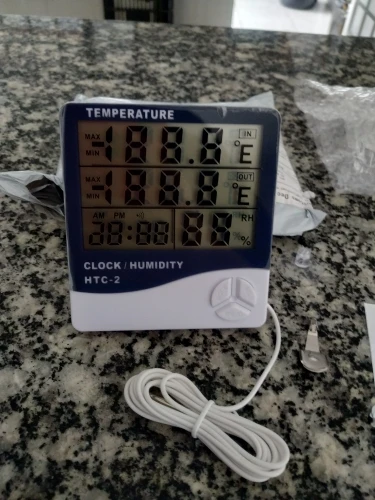 TEMPERATURE
MAX -188.8 °E IN
MIN
MAX -188.8 °E OUT
MIN
AM PM RH
88:88 88 %
CLOCK / HUMIDITY
HTC-2